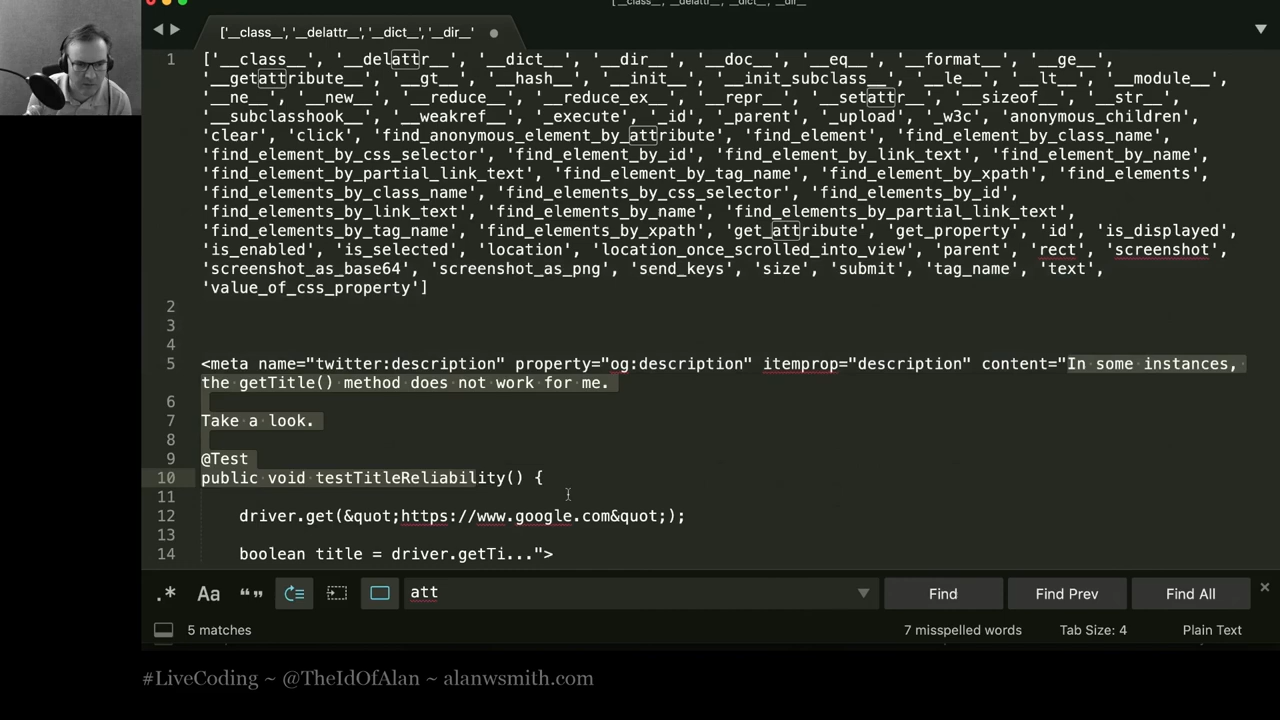 ['__class__', '__delattr__', '__dict__', '__dir__'
['__class__', '__delattr__', '__dict__', '__dir__'
1 ['__class__', '__delattr__', '__dict__', '__dir__', '__doc__', '__eq__', '__format__', '__ge__',
'__getattribute__', '__gt__', '__hash__', '__init__', '__init_subclass__', '__le__', '__lt__', '__module__',
'__ne__', '__new__', '__reduce__', '__reduce_ex__', '__repr__', '__setattr__', '__sizeof__', '__str__',
'__subclasshook__', '__weakref__', '_execute', '_id', '_parent', '_upload', '_w3c', 'anonymous_children',
'clear', 'click', 'find_anonymous_element_by_attribute', 'find_element', 'find_element_by_class_name',
'find_element_by_css_selector', 'find_element_by_id', 'find_element_by_link_text', 'find_element_by_name',
'find_element_by_partial_link_text', 'find_element_by_tag_name', 'find_element_by_xpath', 'find_elements',
'find_elements_by_class_name', 'find_elements_by_css_selector', 'find_elements_by_id',
'find_elements_by_link_text', 'find_elements_by_name', 'find_elements_by_partial_link_text',
'find_elements_by_tag_name', 'find_elements_by_xpath', 'get_attribute', 'get_property', 'id', 'is_displayed',
'is_enabled', 'is_selected', 'location', 'location_once_scrolled_into_view', 'parent', 'rect', 'screenshot',
'screenshot_as_base64', 'screenshot_as_png', 'send_keys', 'size', 'submit', 'tag_name', 'text',
'value_of_css_property']
2
3
4
5 <meta name="twitter:description" property="og:description" itemprop="description" content="In some instances,
the getTitle() method does not work for me.
6
7 Take a look.
8
9 @Test
10 public void testTitleReliability() {
11
12 driver.get(&quot;https://www.google.com&quot;);
13
14 boolean title = driver.getTi...">
.* Aa “” att Find Find Prev Find All
5 matches 7 misspelled words Tab Size: 4 Plain Text
#LiveCoding ~ @TheIdOfAlan ~ alanwsmith.com